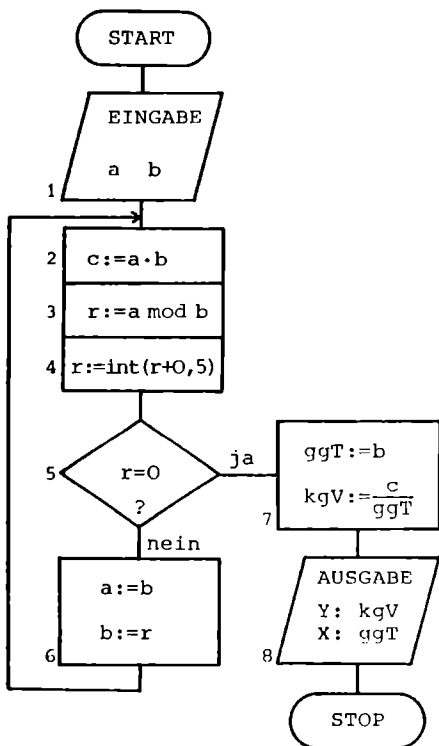 START
EINGABE
a b
1
2 c:=a·b
3 r:=a mod b
4 r:=int(r+0,5)
5 r=0
?
ja
nein
6 a:=b
b:=r
ggT:=b
kgV:=c/ggT
7
AUSGABE
Y: kgV
8 X: ggT
STOP